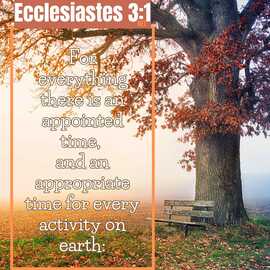 Ecclesiastes 3:1
For
everything
there is an
appointed
time,
and an
appropriate
time for every
activity on
earth: